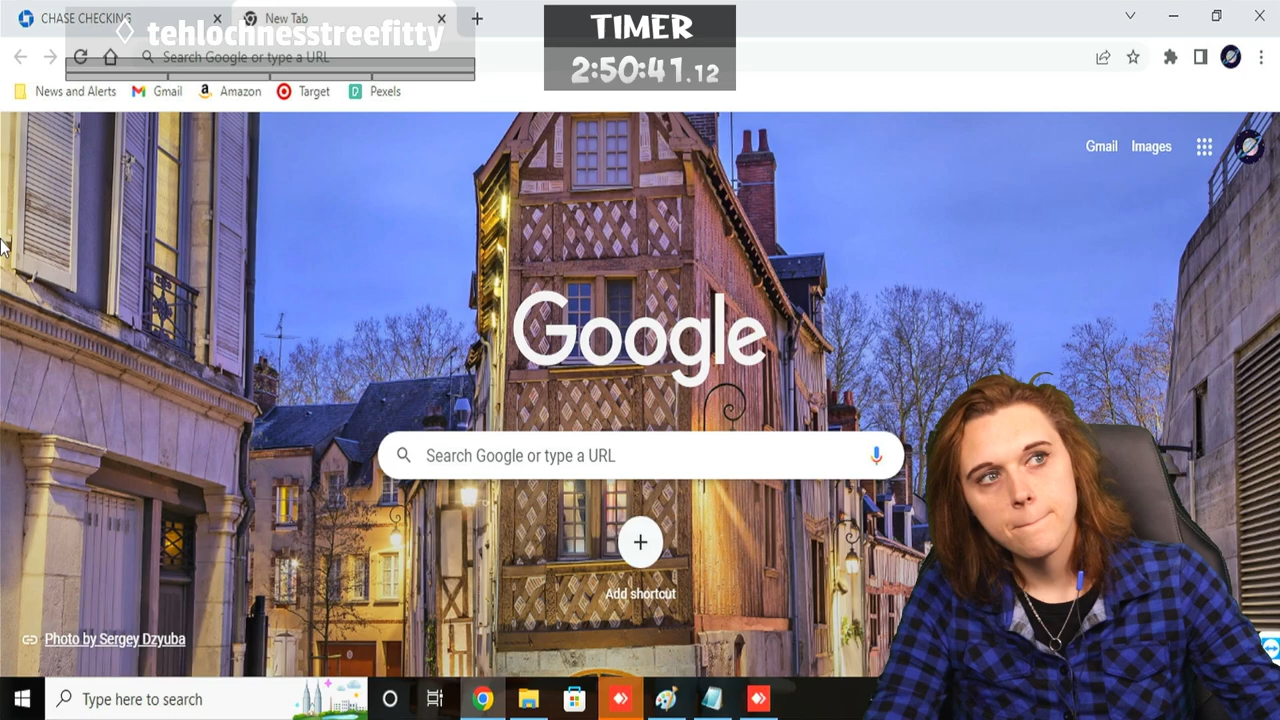 CHASE CHECKING
New Tab
◊ tehlochnesstreefitty
TIMER
2:50:41.12
Search Google or type a URL
News and Alerts
Gmail
Amazon
Target
Pexels
Gmail
Images
Google
Search Google or type a URL
Add shortcut
Photo by Sergey Dzyuba
Type here to search